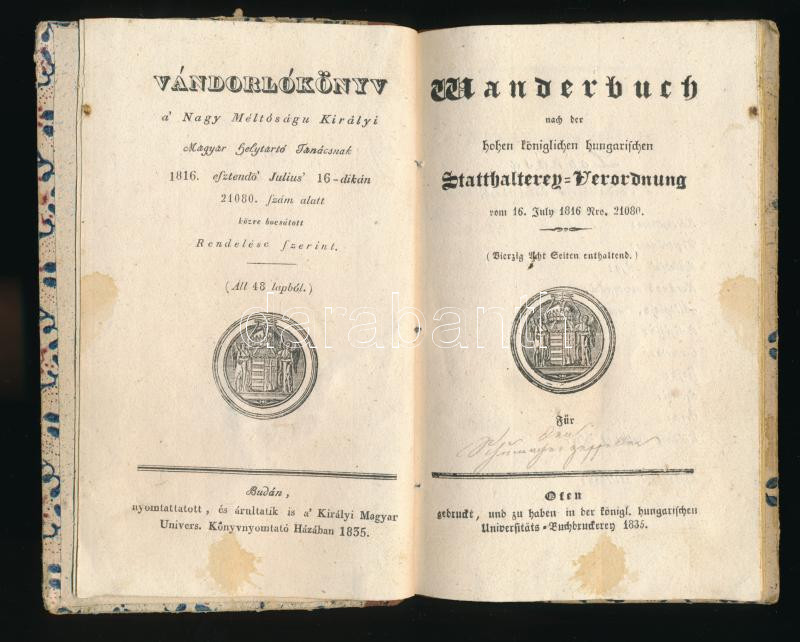 VÁNDORLÓKÖNYV
a' Nagy Méltóságu Királyi
Magyar Helytartó Tanácsnak
1816. esztendő' Julius' 16-dikán
21080. szám alatt
közre bocsátott
Rendelése szerint.
(Áll 48 lapból.)
Budán,
nyomtattatott, és árultatik is a' Királyi Magyar
Univers. Könyvnyomtató Házában 1835.
Wanderbuch
nach der
hohen königlichen hungarischen
Statthalterey=Verordnung
vom 16. July 1816 Nro. 21080.
(Vierzig Acht Seiten enthaltend.)
Für
den
Schumachergesellen
Ofen
gedruckt, und zu haben in der königl. hungarischen
Universitäts=Buchdruckerey 1835.
darabanth